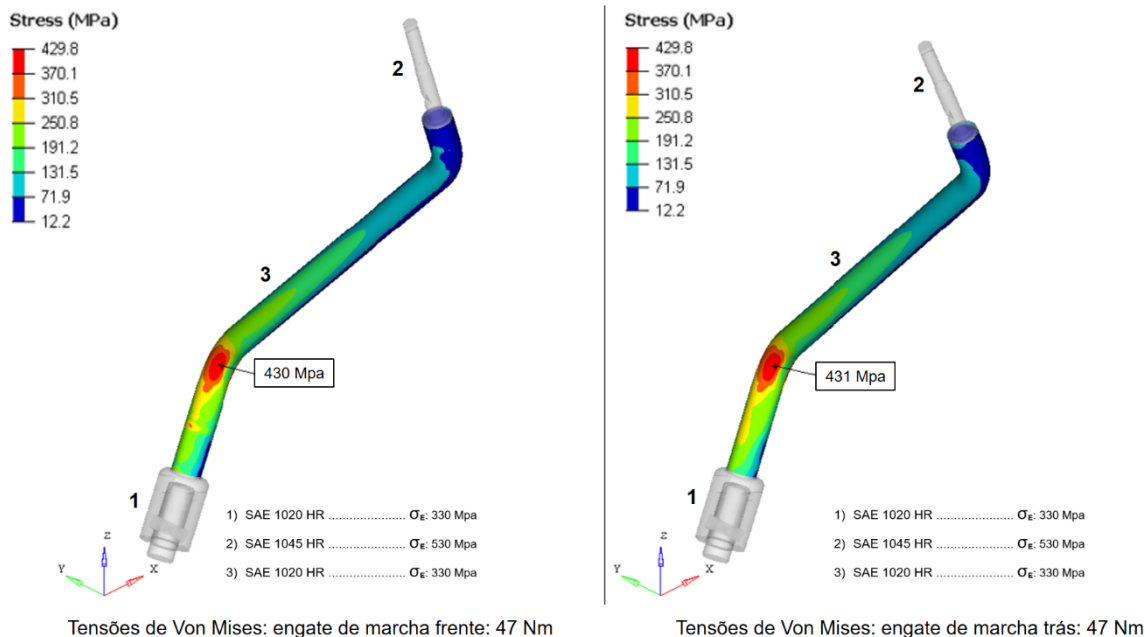 Stress (MPa)
429.8
370.1
310.5
250.8
191.2
131.5
71.9
12.2
2
3
430 Mpa
1
1) SAE 1020 HR ...................... σE: 330 Mpa
2) SAE 1045 HR ...................... σE: 530 Mpa
3) SAE 1020 HR ...................... σE: 330 Mpa
Z
Y
X
Tensões de Von Mises: engate de marcha frente: 47 Nm
Stress (MPa)
429.8
370.1
310.5
250.8
191.2
131.5
71.9
12.2
2
3
431 Mpa
1
1) SAE 1020 HR ...................... σE: 330 Mpa
2) SAE 1045 HR ...................... σE: 530 Mpa
3) SAE 1020 HR ...................... σE: 330 Mpa
Z
Y
X
Tensões de Von Mises: engate de marcha trás: 47 Nm